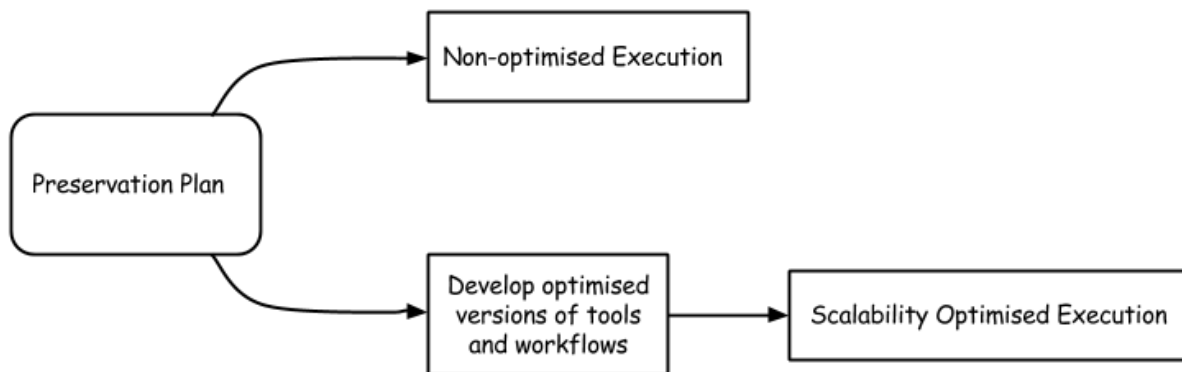 Non-optimised Execution
Preservation Plan
Develop optimised
versions of tools
and workflows
Scalability Optimised Execution